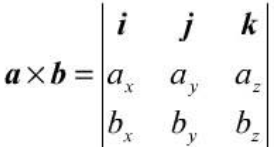 i j k
a × b = a_x a_y a_z
b_x b_y b_z